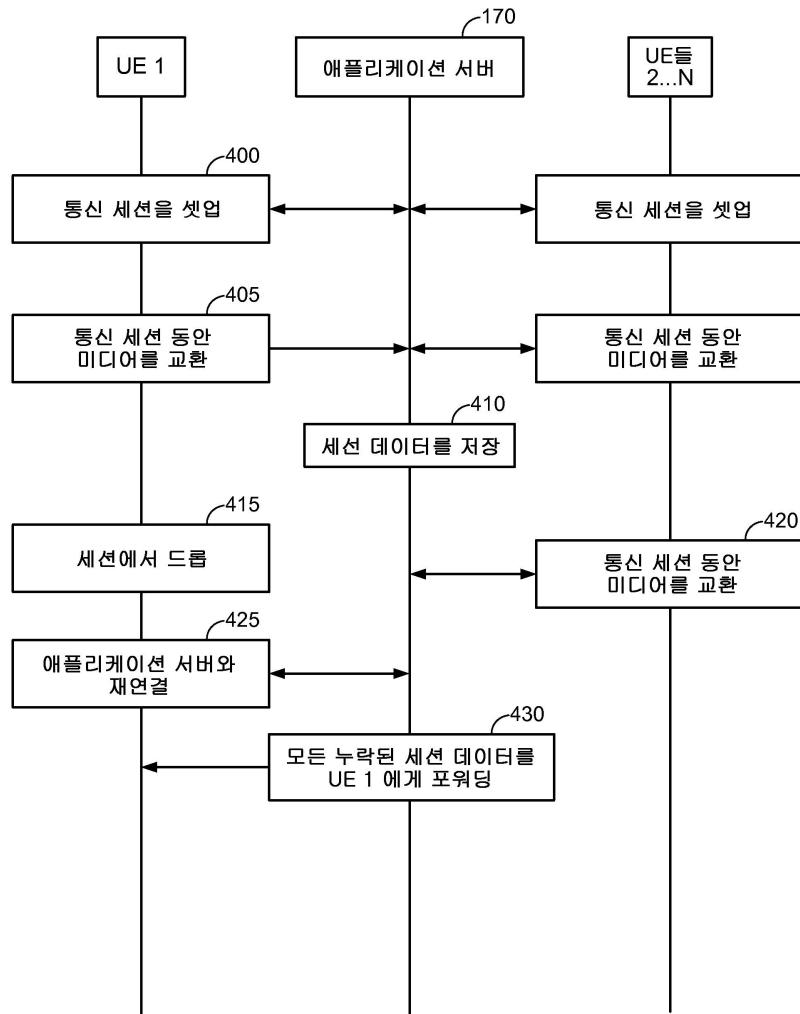 170
UE 1
애플리케이션 서버
UE들
2...N
400
통신 세션을 셋업
통신 세션을 셋업
405
통신 세션 동안
미디어를 교환
통신 세션 동안
미디어를 교환
410
세선 데이터를 저장
415
세션에서 드롭
420
통신 세션 동안
미디어를 교환
425
애플리케이션 서버와
재연결
430
모든 누락된 세션 데이터를
UE 1 에게 포워딩